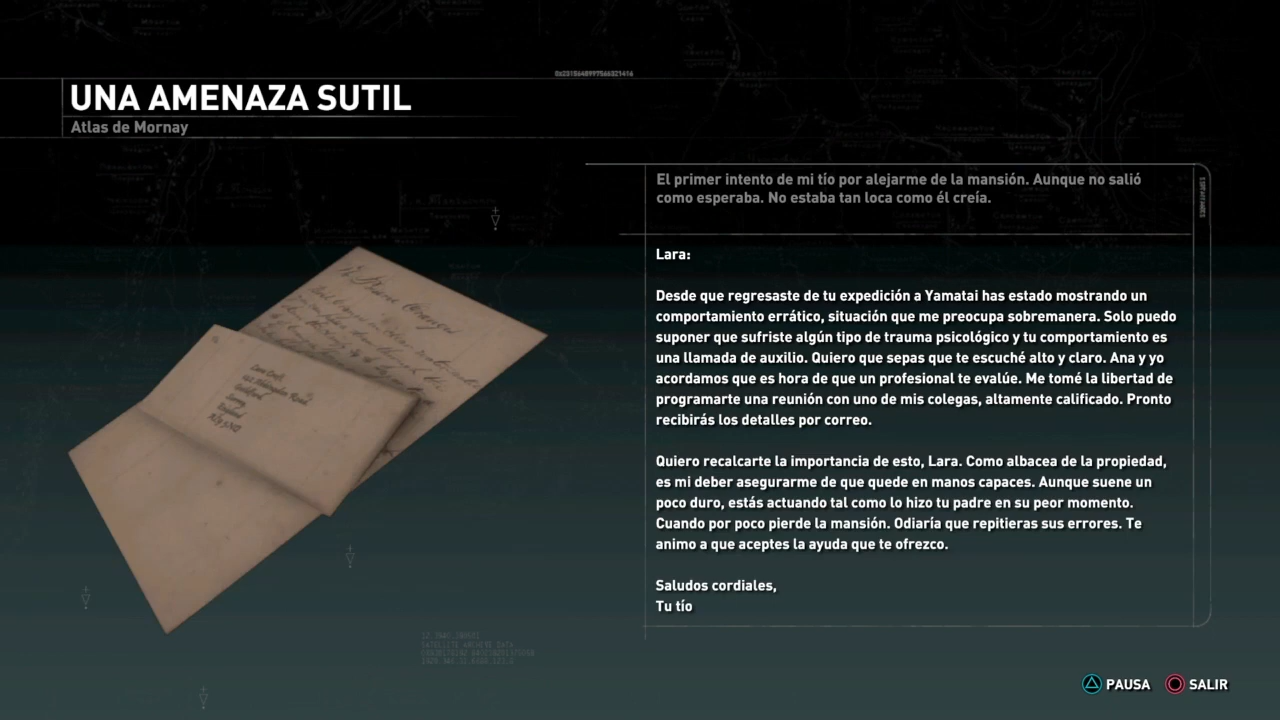 UNA AMENAZA SUTIL
Atlas de Mornay
El primer intento de mi tío por alejarme de la mansión. Aunque no salió
como esperaba. No estaba tan loca como él creía.
Lara:
Desde que regresaste de tu expedición a Yamatai has estado mostrando un
comportamiento errático, situación que me preocupa sobremanera. Solo puedo
suponer que sufriste algún tipo de trauma psicológico y tu comportamiento es
una llamada de auxilio. Quiero que sepas que te escuché alto y claro. Ana y yo
acordamos que es hora de que un profesional te evalúe. Me tomé la libertad de
programarte una reunión con uno de mis colegas, altamente calificado. Pronto
recibirás los detalles por correo.
Quiero recalcarte la importancia de esto, Lara. Como albacea de la propiedad,
es mi deber asegurarme de que quede en manos capaces. Aunque suene un
poco duro, estás actuando tal como lo hizo tu padre en su peor momento.
Cuando por poco pierde la mansión. Odiaría que repitieras sus errores. Te
animo a que aceptes la ayuda que te ofrezco.
Saludos cordiales,
Tu tío
PAUSA SALIR